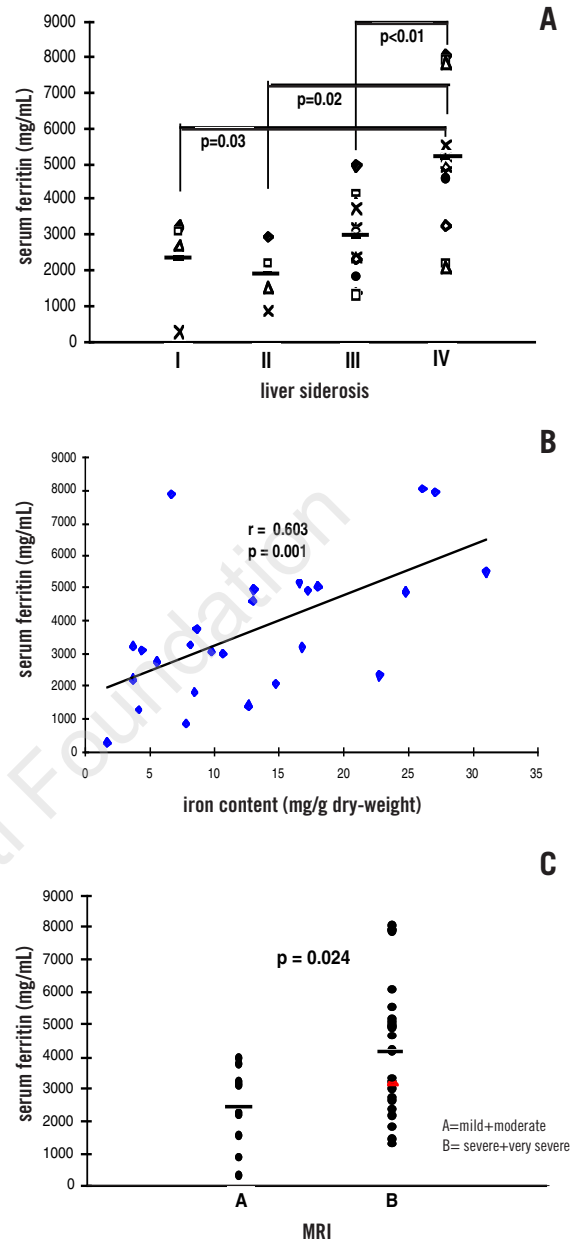 A
9000
8000
7000
6000
5000
4000
3000
2000
1000
0
serum ferritin (mg/mL)
p<0.01
p=0.02
p=0.03
I II III IV
liver siderosis
B
9000
8000
7000
6000
5000
4000
3000
2000
1000
0
serum ferritin (mg/mL)
r = 0.603
p = 0.001
0 5 10 15 20 25 30 35
iron content (mg/g dry-weight)
C
9000
8000
7000
6000
5000
4000
3000
2000
1000
0
serum ferritin (mg/mL)
p = 0.024
A=mild+moderate
B= severe+very severe
A B
MRI
Foundation